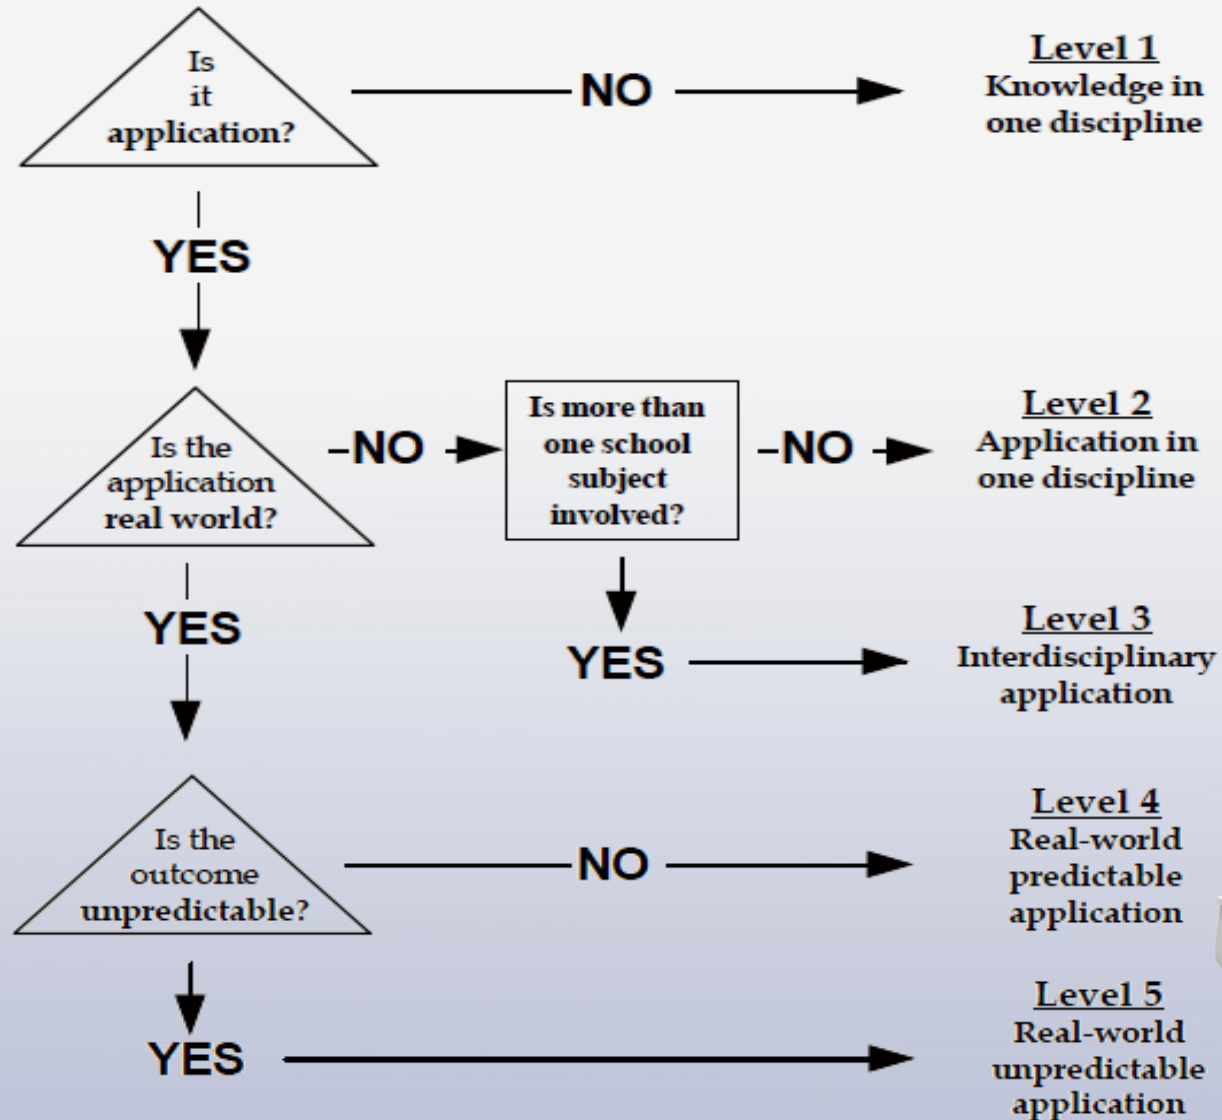 Is
it
application?
NO
Level 1
Knowledge in
one discipline
YES
Is the
application
real world?
NO
Is more than
one school
subject
involved?
NO
Level 2
Application in
one discipline
YES
YES
Level 3
Interdisciplinary
application
Is the
outcome
unpredictable?
NO
Level 4
Real-world
predictable
application
YES
Level 5
Real-world
unpredictable
application